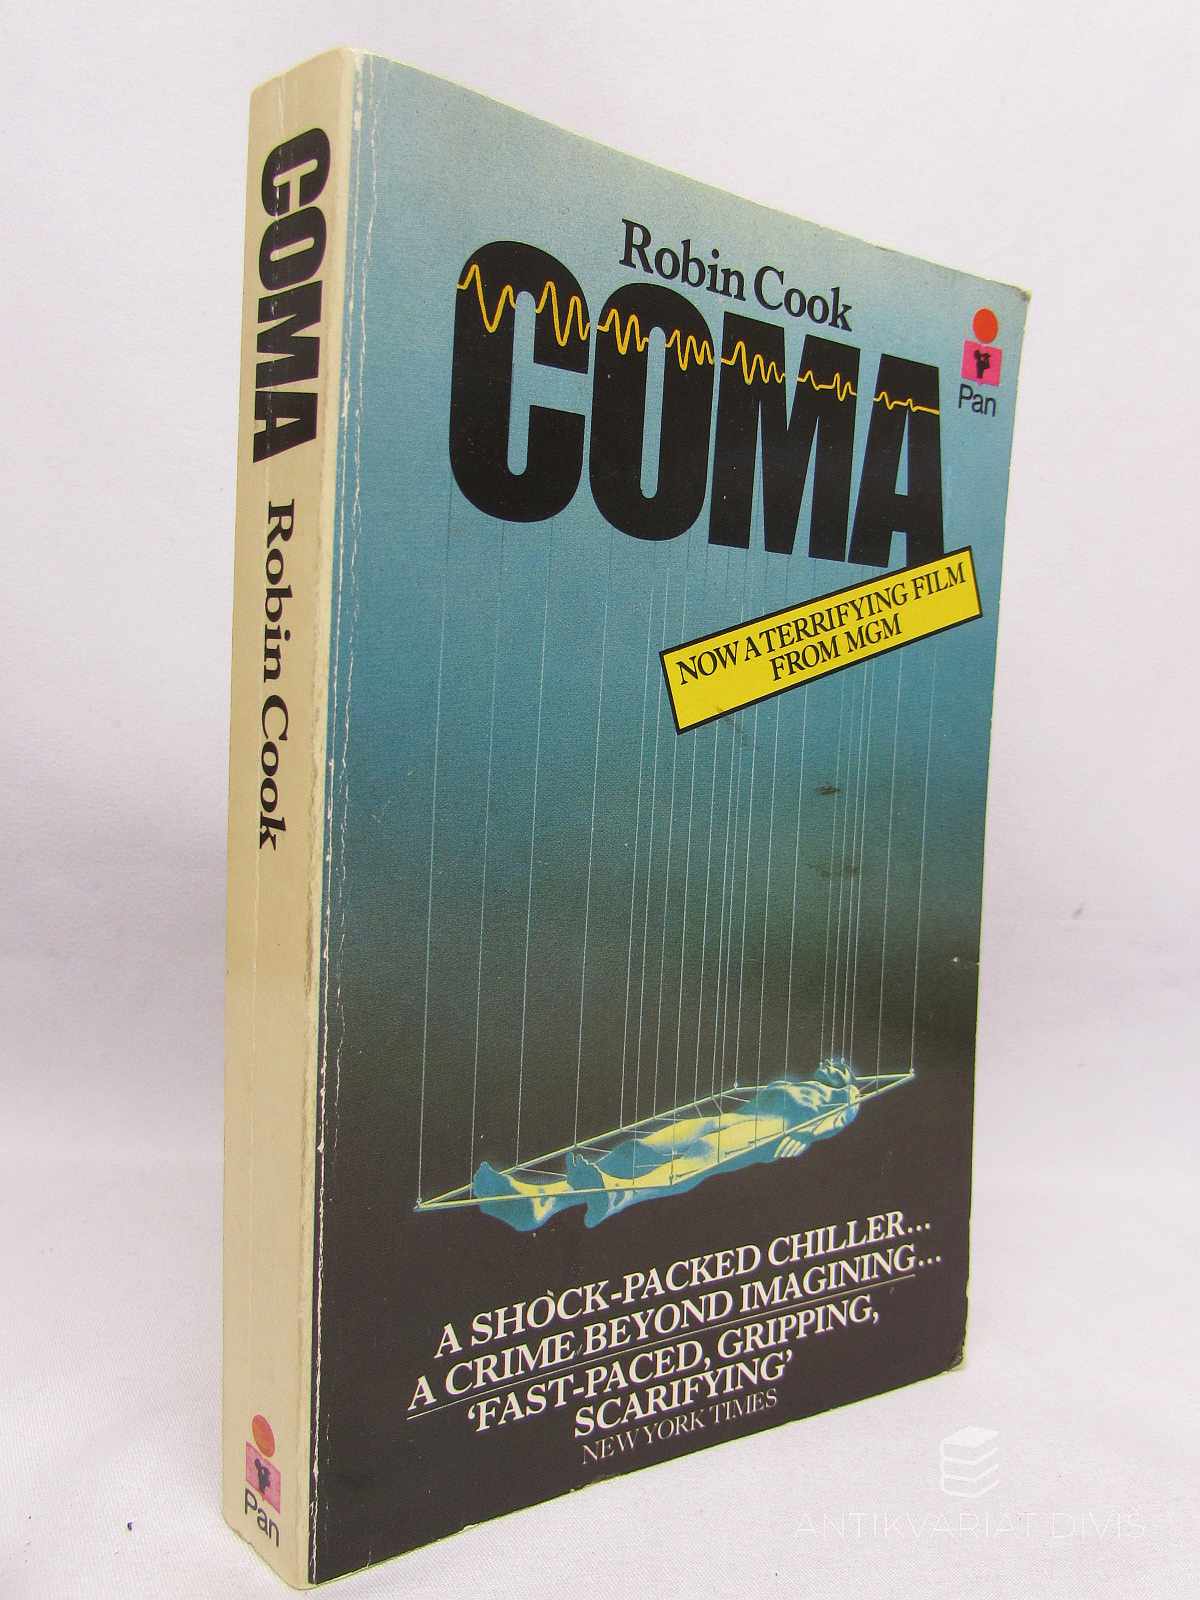 COMA
Robin Cook
Pan
Robin Cook
COMA
Pan
NOW A TERRIFYING FILM
FROM MGM
A SHOCK-PACKED CHILLER...
A CRIME BEYOND IMAGINING...
‘FAST-PACED, GRIPPING,
SCARIFYING’
NEW YORK TIMES
ANTIKVARIAT DIVIS